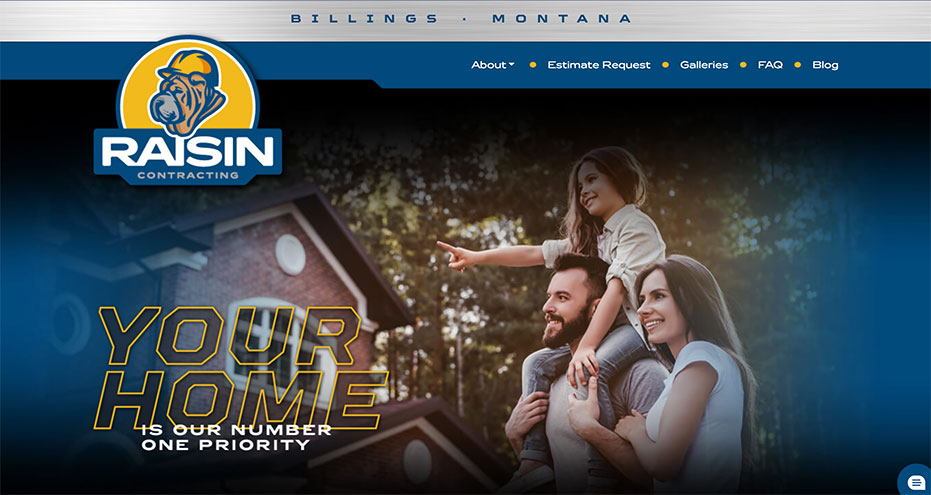 BILLINGS · MONTANA
About
Estimate Request
Galleries
FAQ
Blog
RAISIN
CONTRACTING
YOUR
HOME
IS OUR NUMBER
ONE PRIORITY